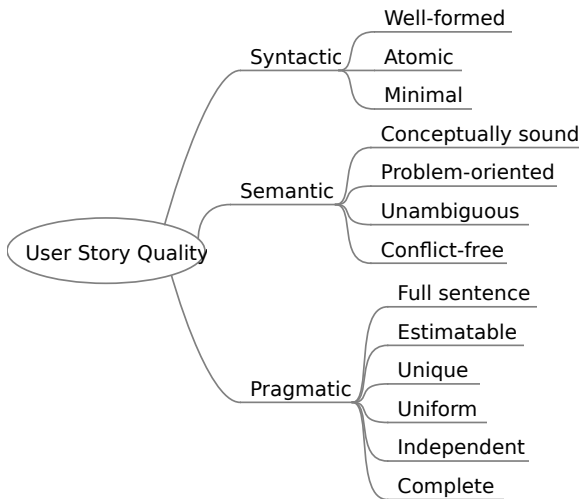 User Story Quality
Syntactic
Well-formed
Atomic
Minimal
Semantic
Conceptually sound
Problem-oriented
Unambiguous
Conflict-free
Pragmatic
Full sentence
Estimatable
Unique
Uniform
Independent
Complete